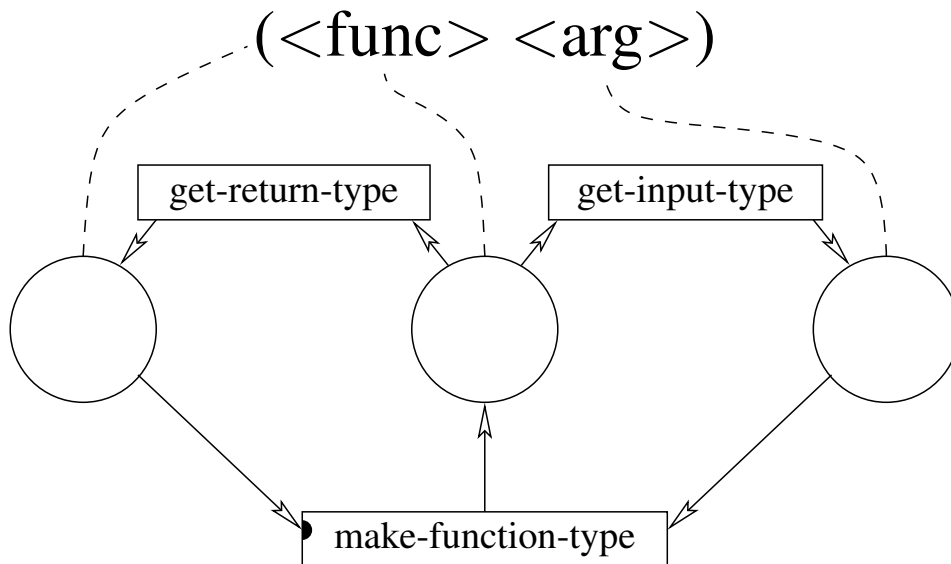 (<func> <arg>)
get-return-type get-input-type
make-function-type